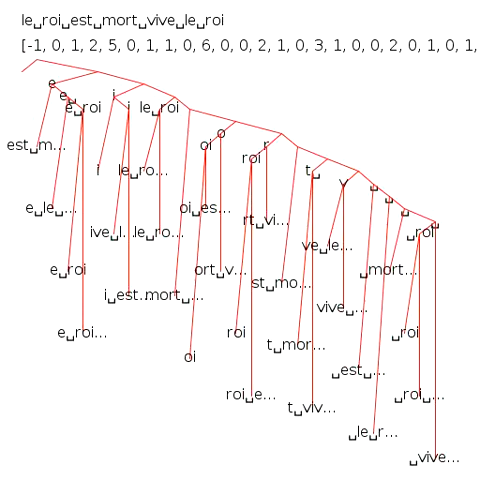 le␣roi␣est␣mort␣vive␣le␣roi
[-1, 0, 1, 2, 5, 0, 1, 1, 0, 6, 0, 0, 2, 1, 0, 3, 1, 0, 0, 2, 0, 1, 0, 1,
e
e␣
e␣roi
i
i
le␣roi
o
oi
r
roi
t␣
v
␣
␣
␣
␣
␣roi
est␣m...
i
le␣ro...
e␣le␣...
oi␣es...
rt␣vi...
ive␣l...
le␣ro...
ve␣le...
e␣roi
ort␣v...
␣mort...
st␣mo...
i␣est...
mort␣...
vive␣...
e␣roi...
roi
␣roi
t␣mor...
oi
␣est␣...
roi␣e...
␣roi␣...
t␣viv...
␣le␣r...
␣vive...